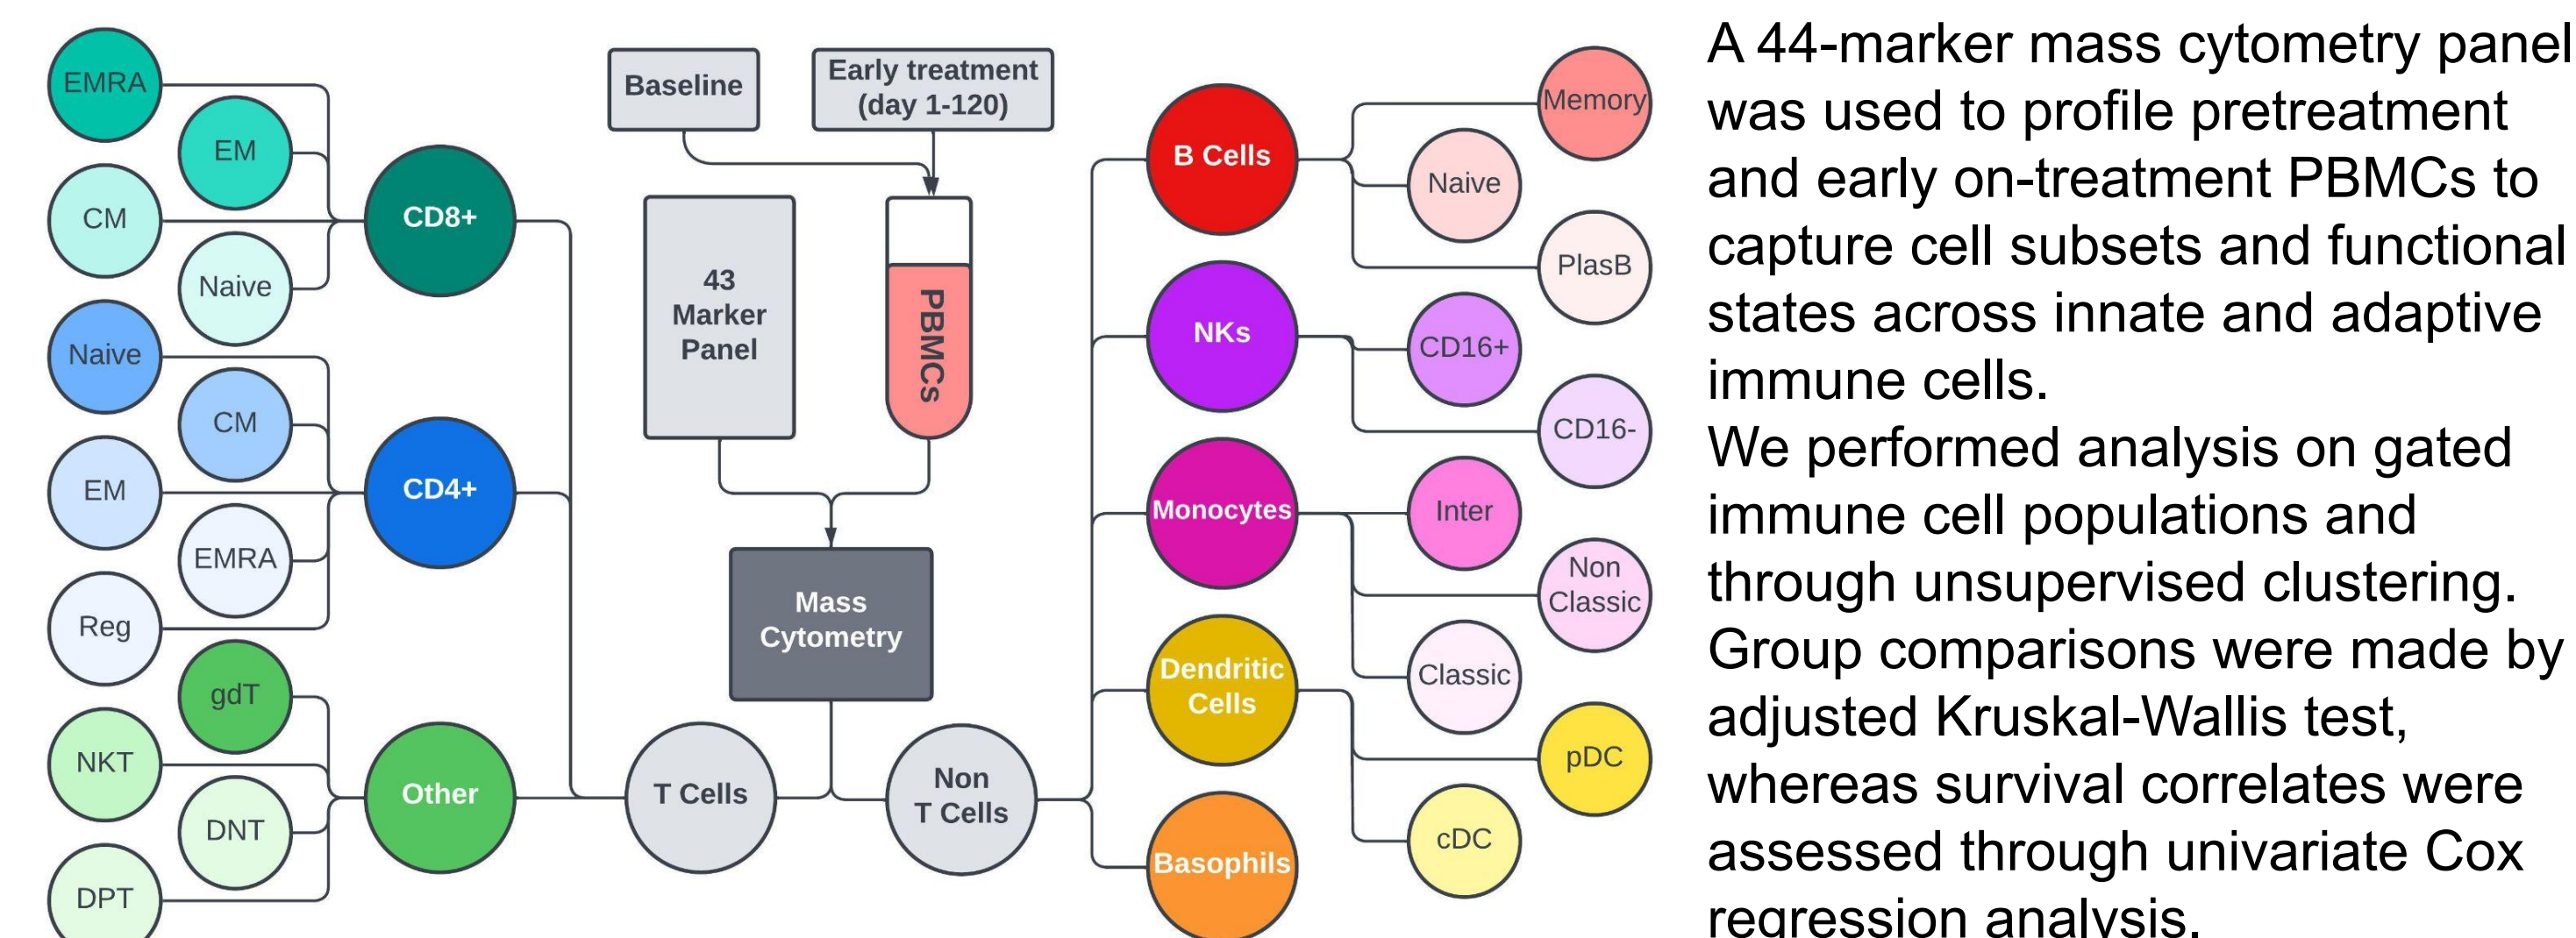 EMRA
EM
CM
Naive
CD8+
Naive
CM
EM
EMRA
Reg
CD4+
gdT
NKT
DNT
DPT
Other
Baseline
Early treatment
(day 1-120)
43
Marker
Panel
PBMCs
Mass
Cytometry
T Cells
Non
T Cells
B Cells
Memory
Naive
PlasB
NKs
CD16+
CD16-
Monocytes
Inter
Non
Classic
Classic
Dendritic
Cells
pDC
cDC
Basophils
A 44-marker mass cytometry panel
was used to profile pretreatment
and early on-treatment PBMCs to
capture cell subsets and functional
states across innate and adaptive
immune cells.
We performed analysis on gated
immune cell populations and
through unsupervised clustering.
Group comparisons were made by
adjusted Kruskal-Wallis test,
whereas survival correlates were
assessed through univariate Cox
regression analysis.